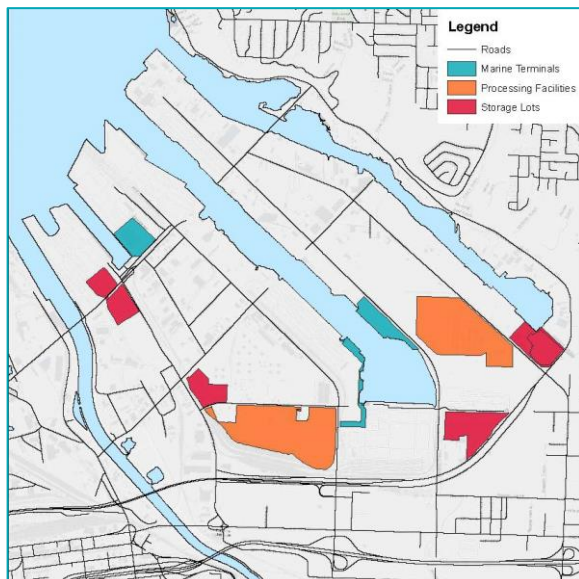 Legend
Roads
Marine Terminals
Processing Facilities
Storage Lots